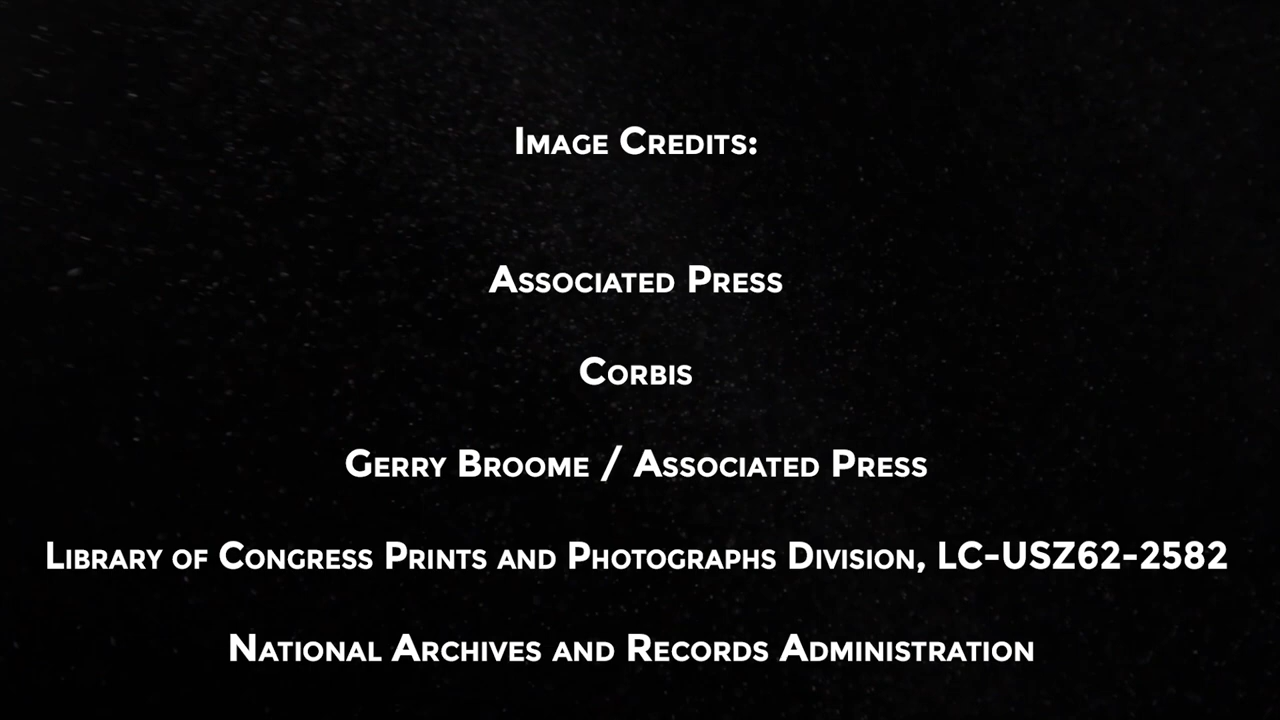 Image Credits:
Associated Press
Corbis
Gerry Broome / Associated Press
Library of Congress Prints and Photographs Division, LC-USZ62-2582
National Archives and Records Administration